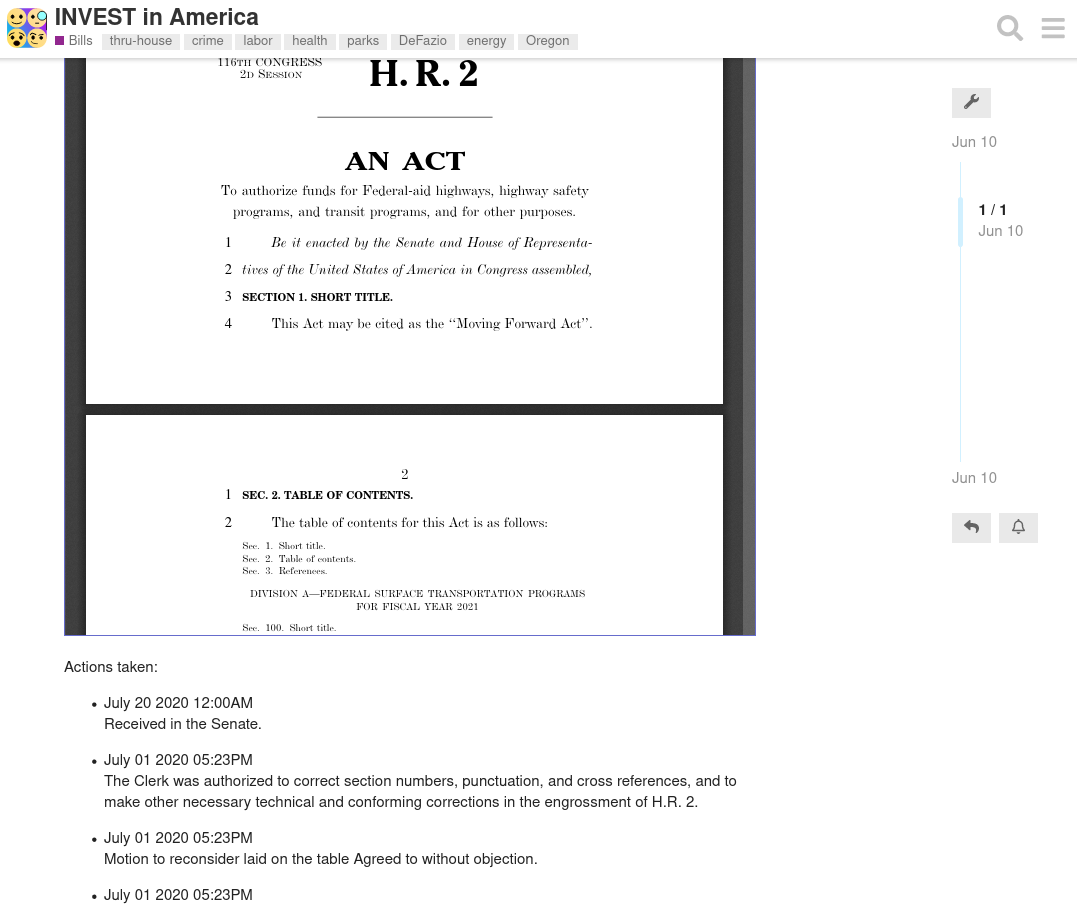 INVEST in America
Bills thru-house crime labor health parks DeFazio energy Oregon
116TH CONGRESS
2D SESSION
H. R. 2
AN ACT
To authorize funds for Federal-aid highways, highway safety
programs, and transit programs, and for other purposes.
1 Be it enacted by the Senate and House of Representa-
2 tives of the United States of America in Congress assembled,
3 SECTION 1. SHORT TITLE.
4 This Act may be cited as the ‘‘Moving Forward Act’’.
2
1 SEC. 2. TABLE OF CONTENTS.
2 The table of contents for this Act is as follows:
Sec. 1. Short title.
Sec. 2. Table of contents.
Sec. 3. References.
DIVISION A—FEDERAL SURFACE TRANSPORTATION PROGRAMS
FOR FISCAL YEAR 2021
Sec. 100. Short title.
Actions taken:
• July 20 2020 12:00AM
Received in the Senate.
• July 01 2020 05:23PM
The Clerk was authorized to correct section numbers, punctuation, and cross references, and to
make other necessary technical and conforming corrections in the engrossment of H.R. 2.
• July 01 2020 05:23PM
Motion to reconsider laid on the table Agreed to without objection.
• July 01 2020 05:23PM
Jun 10
1 / 1
Jun 10
Jun 10